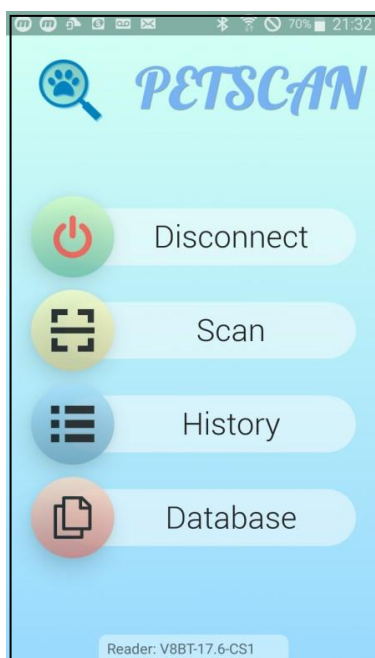 70% 21:32
PETSCAN
Disconnect
Scan
History
Database
Reader: V8BT-17.6-CS1